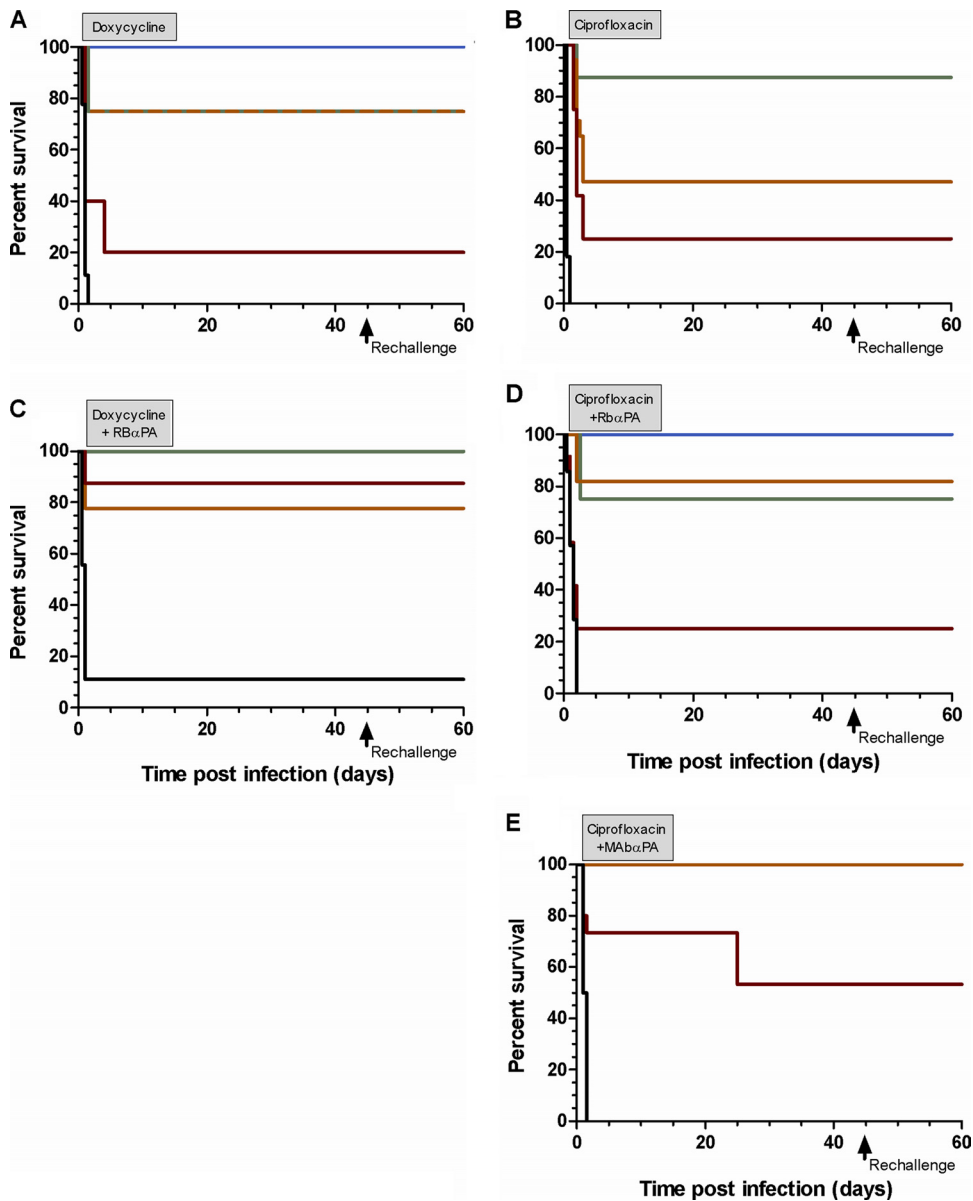 A
Doxycycline
Percent survival
100
80
60
40
20
0
0
20
40
60
Rechallenge
B
Ciprofloxacin
100
80
60
40
20
0
0
20
40
60
Rechallenge
C
Doxycycline
+ RBαPA
Percent survival
100
80
60
40
20
0
0
20
40
60
Rechallenge
Time post infection (days)
D
Ciprofloxacin
+RbαPA
100
80
60
40
20
0
0
20
40
60
Rechallenge
Time post infection (days)
E
Ciprofloxacin
+MAbαPA
Percent survival
100
80
60
40
20
0
0
20
40
60
Rechallenge
Time post infection (days)